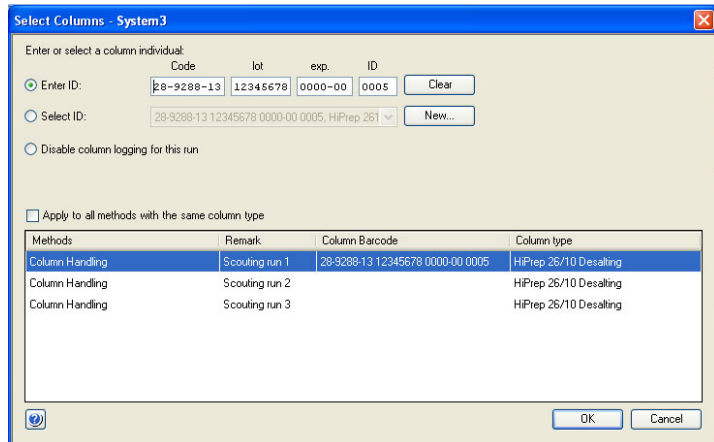 Select Columns - System3
Enter or select a column individual:
Code lot exp. ID
Enter ID: 28-9288-13 12345678 0000-00 0005 Clear
Select ID: 28-9288-13 12345678 0000-00 0005, HiPrep 261 New...
Disable column logging for this run
Apply to all methods with the same column type
Methods Remark Column Barcode Column type
Column Handling Scouting run 1 28-9288-13 12345678 0000-00 0005 HiPrep 26/10 Desalting
Column Handling Scouting run 2 HiPrep 26/10 Desalting
Column Handling Scouting run 3 HiPrep 26/10 Desalting
? OK Cancel